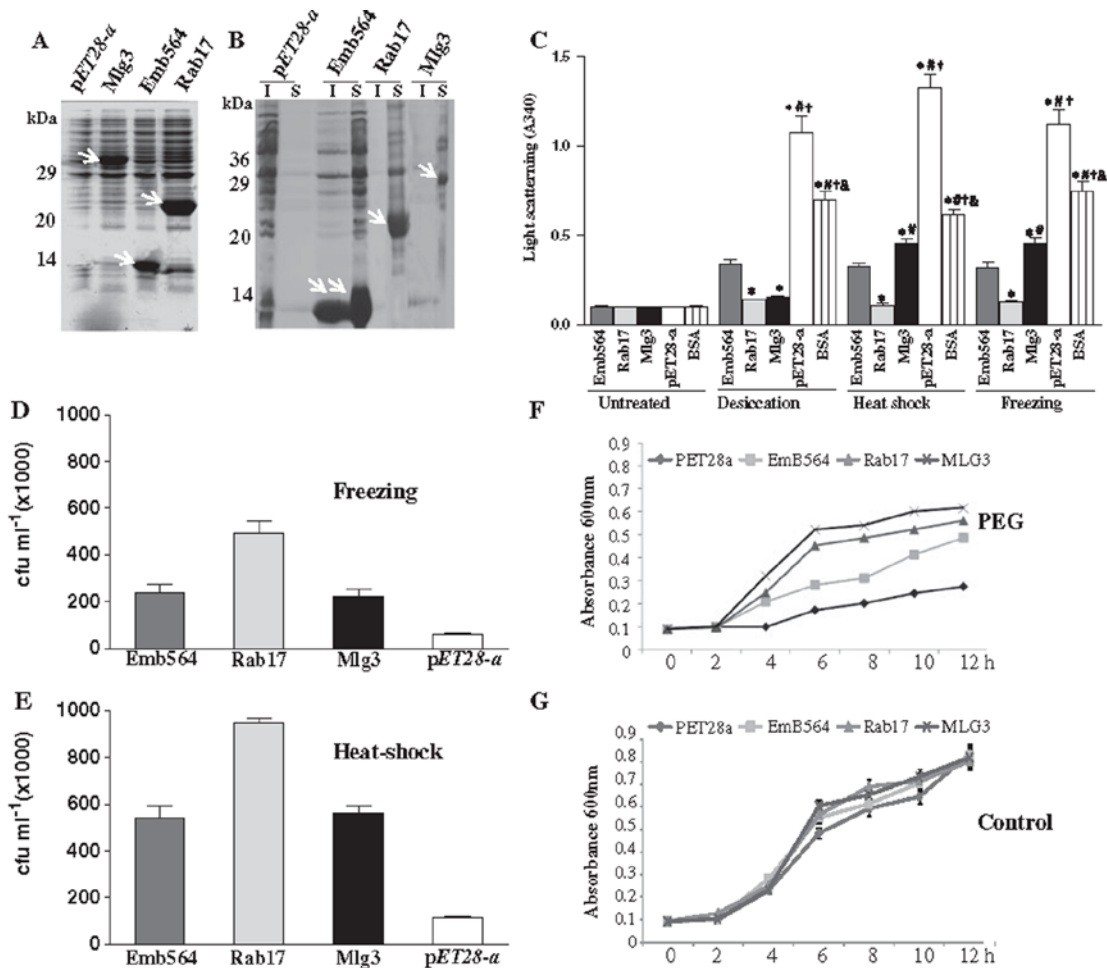 A
pET28-a
Mlg3
Emb564
Rab17
kDa
29
20
14
B
pET28-a
Emb564
Rab17
Mlg3
I S I S I S I S
kDa
36
29
20
14
C
Light scatterning (A340)
1.5
1.0
0.5
0.0
* * *#† *#†&
* *# *#† *#†&
* *# *#† *#†&
Emb564 Rab17 Mlg3 pET28-a BSA
Emb564 Rab17 Mlg3 pET28-a BSA
Emb564 Rab17 Mlg3 pET28-a BSA
Emb564 Rab17 Mlg3 pET28-a BSA
Untreated Desiccation Heat shock Freezing
D
cfu ml-1 (x1000)
1000
800
600
400
200
0
Freezing
Emb564 Rab17 Mlg3 pET28-a
E
cfu ml-1(x1000)
1000
800
600
400
200
0
Heat-shock
Emb564 Rab17 Mlg3 pET28-a
F
PET28a EmB564 Rab17 MLG3
Absorbance 600nm
0.9
0.8
0.7
0.6
0.5
0.4
0.3
0.2
0.1
0
PEG
0 2 4 6 8 10 12 h
G
PET28a EmB564 Rab17 MLG3
Absorbance 600nm
0.9
0.8
0.7
0.6
0.5
0.4
0.3
0.2
0.1
0
Control
0 2 4 6 8 10 12 h